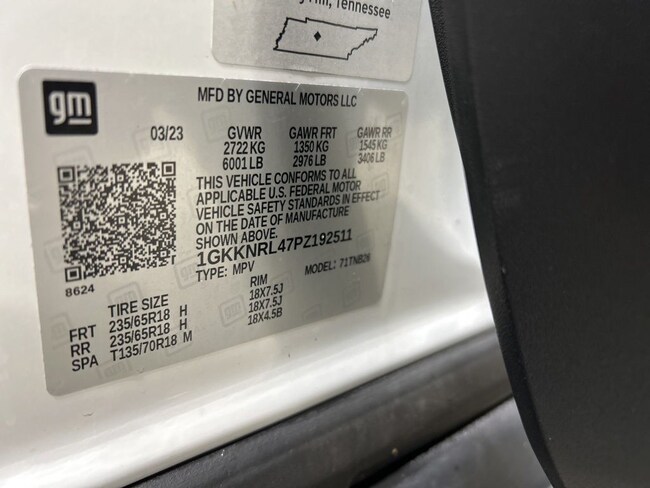 Hill, Tennessee
gm
MFD BY GENERAL MOTORS LLC
03/23 GVWR GAWR FRT GAWR RR
2722 KG 1350 KG 1545 KG
6001 LB 2976 LB 3406 LB
THIS VEHICLE CONFORMS TO ALL
APPLICABLE U.S. FEDERAL MOTOR
VEHICLE SAFETY STANDARDS IN EFFECT
ON THE DATE OF MANUFACTURE
SHOWN ABOVE.
1GKKNRL47PZ192511
TYPE: MPV MODEL: 71TNB26
8624
TIRE SIZE RIM
FRT 235/65R18 H 18X7.5J
RR 235/65R18 H 18X7.5J
SPA T135/70R18 M 18X4.5B